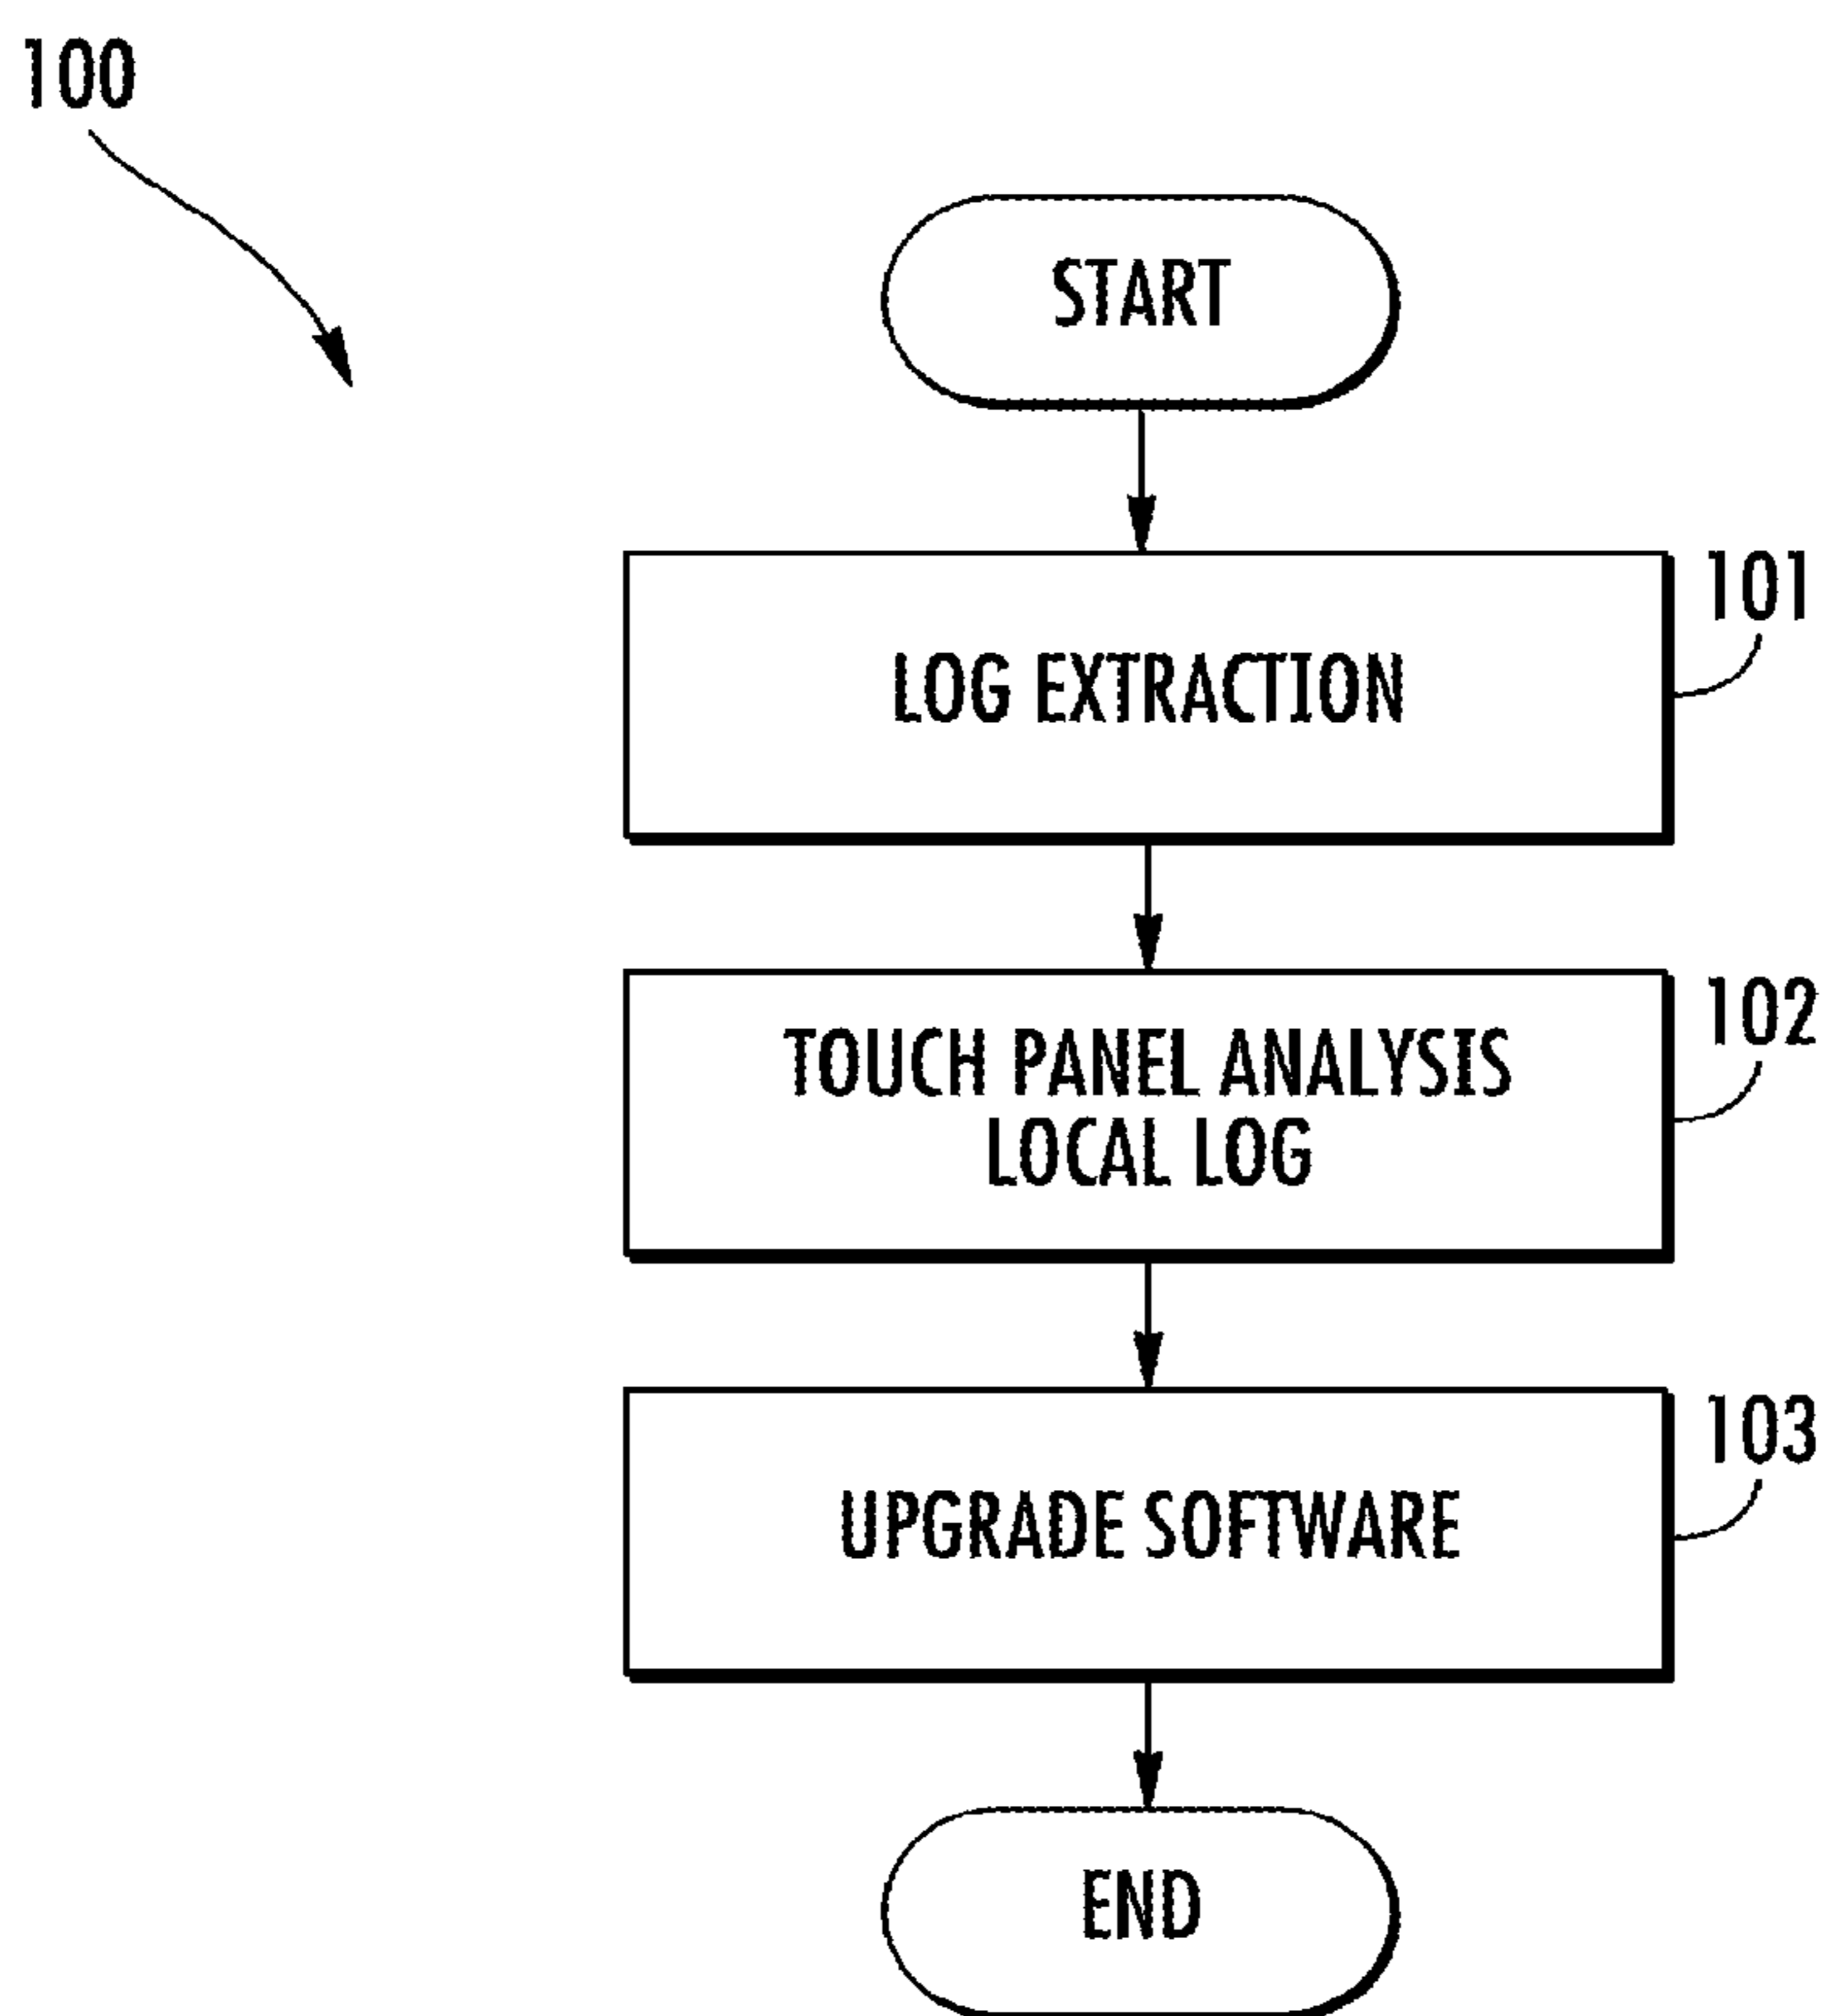 100
START
LOG EXTRACTION
101
TOUCH PANEL ANALYSIS
LOCAL LOG
102
UPGRADE SOFTWARE
103
END